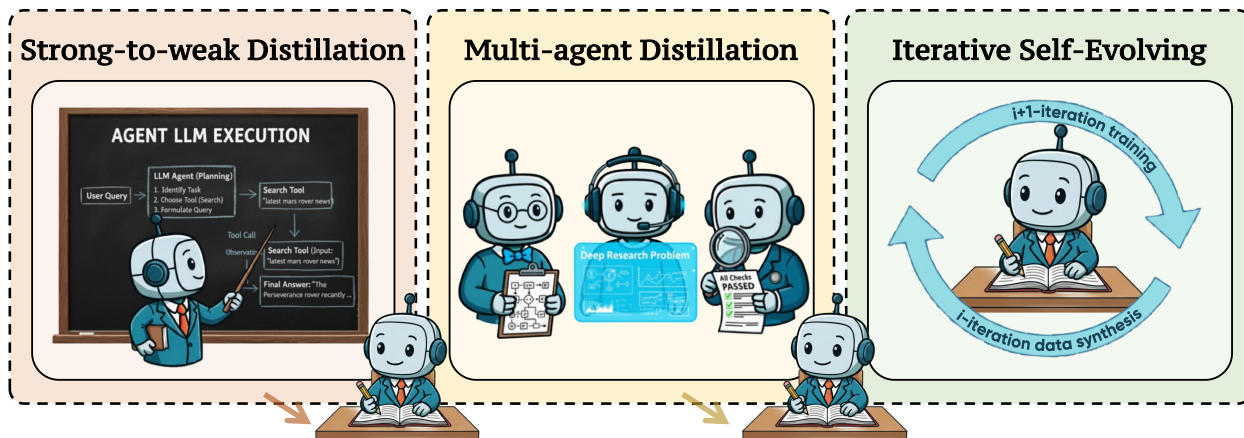 Strong-to-weak Distillation
AGENT LLM EXECUTION
User Query
LLM Agent (Planning)
1. Identify Task
2. Choose Tool (Search)
3. Formulate Query
Search Tool
"latest mars rover news"
Tool Call
Search Tool (Input:
"latest mars rover news")
Final Answer: "The
Perseverance rover recantly ...
Multi-agent Distillation
Deep Research Problem
All Checks
PASSED
Iterative Self-Evolving
i+1-iteration training
i-iteration data synthesis